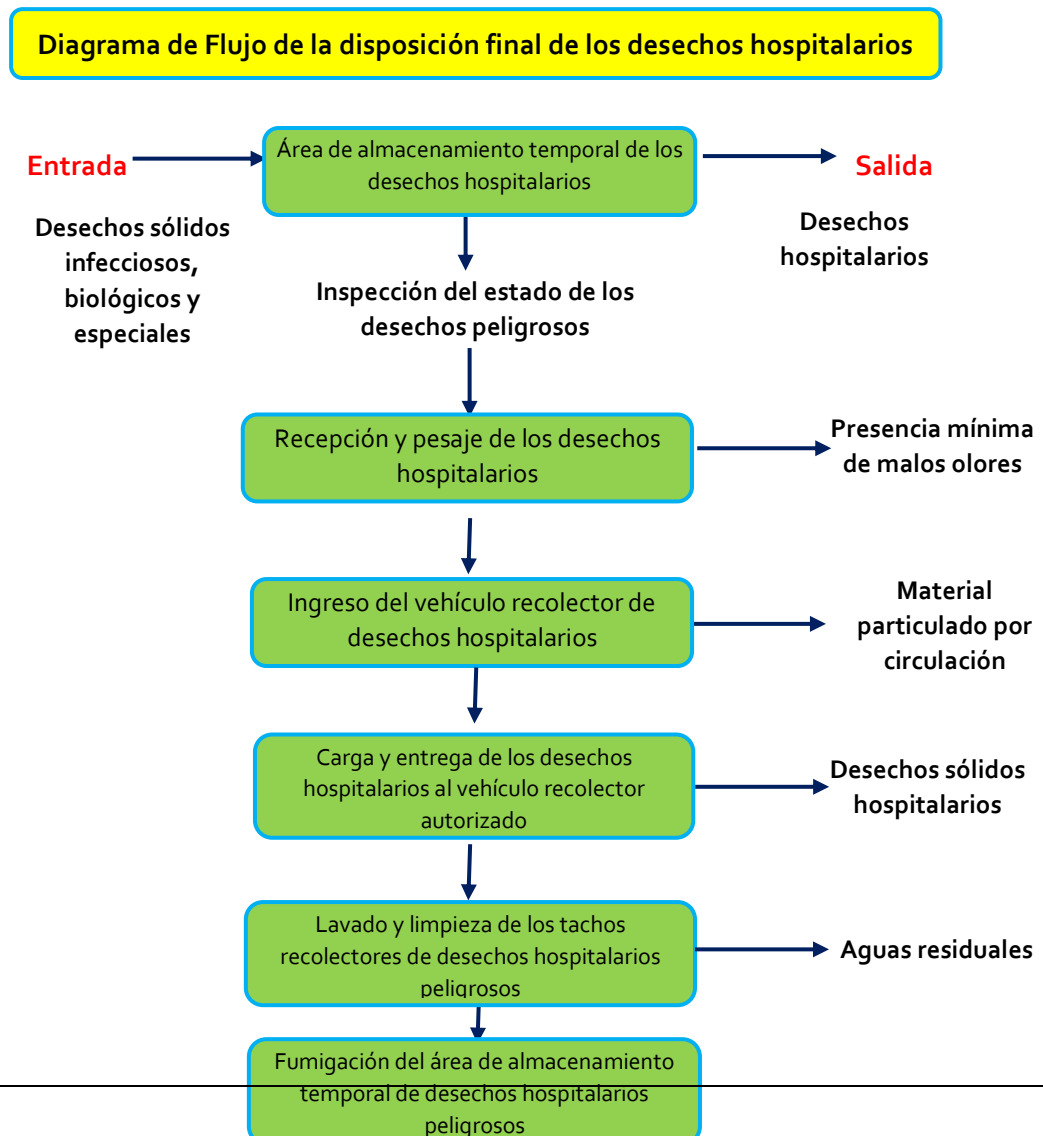 Diagrama de Flujo de la disposición final de los desechos hospitalarios
Entrada
Área de almacenamiento temporal de los
desechos hospitalarios
Salida
Desechos sólidos
infecciosos,
biológicos y
especiales
Desechos
hospitalarios
Inspección del estado de los
desechos peligrosos
Recepción y pesaje de los desechos
hospitalarios
Presencia mínima
de malos olores
Ingreso del vehículo recolector de
desechos hospitalarios
Material
particulado por
circulación
Carga y entrega de los desechos
hospitalarios al vehículo recolector
autorizado
Desechos sólidos
hospitalarios
Lavado y limpieza de los tachos
recolectores de desechos hospitalarios
peligrosos
Aguas residuales
Fumigación del área de almacenamiento
temporal de desechos hospitalarios
peligrosos